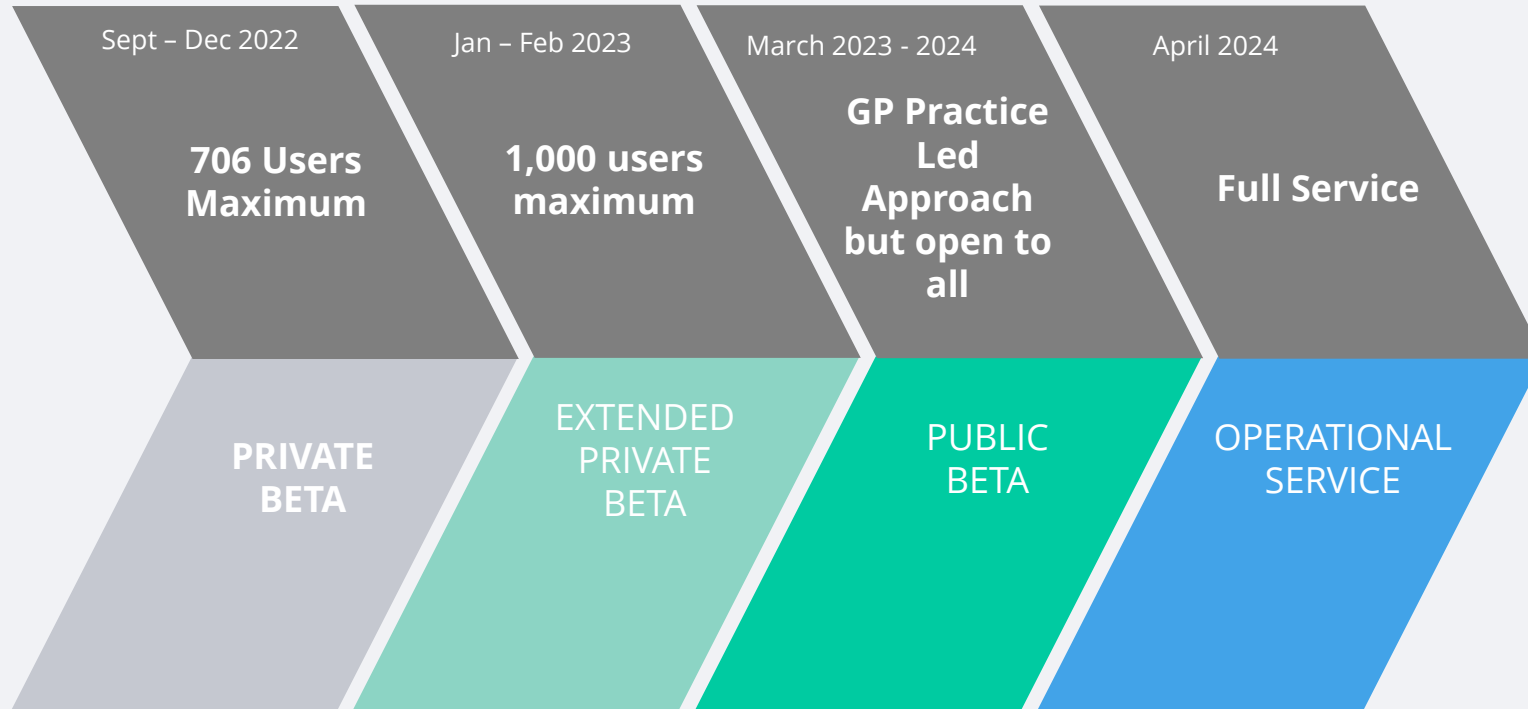 Sept – Dec 2022
706 Users
Maximum
PRIVATE
BETA
Jan – Feb 2023
1,000 users
maximum
EXTENDED
PRIVATE
BETA
March 2023 - 2024
GP Practice
Led
Approach
but open to
all
PUBLIC
BETA
April 2024
Full Service
OPERATIONAL
SERVICE